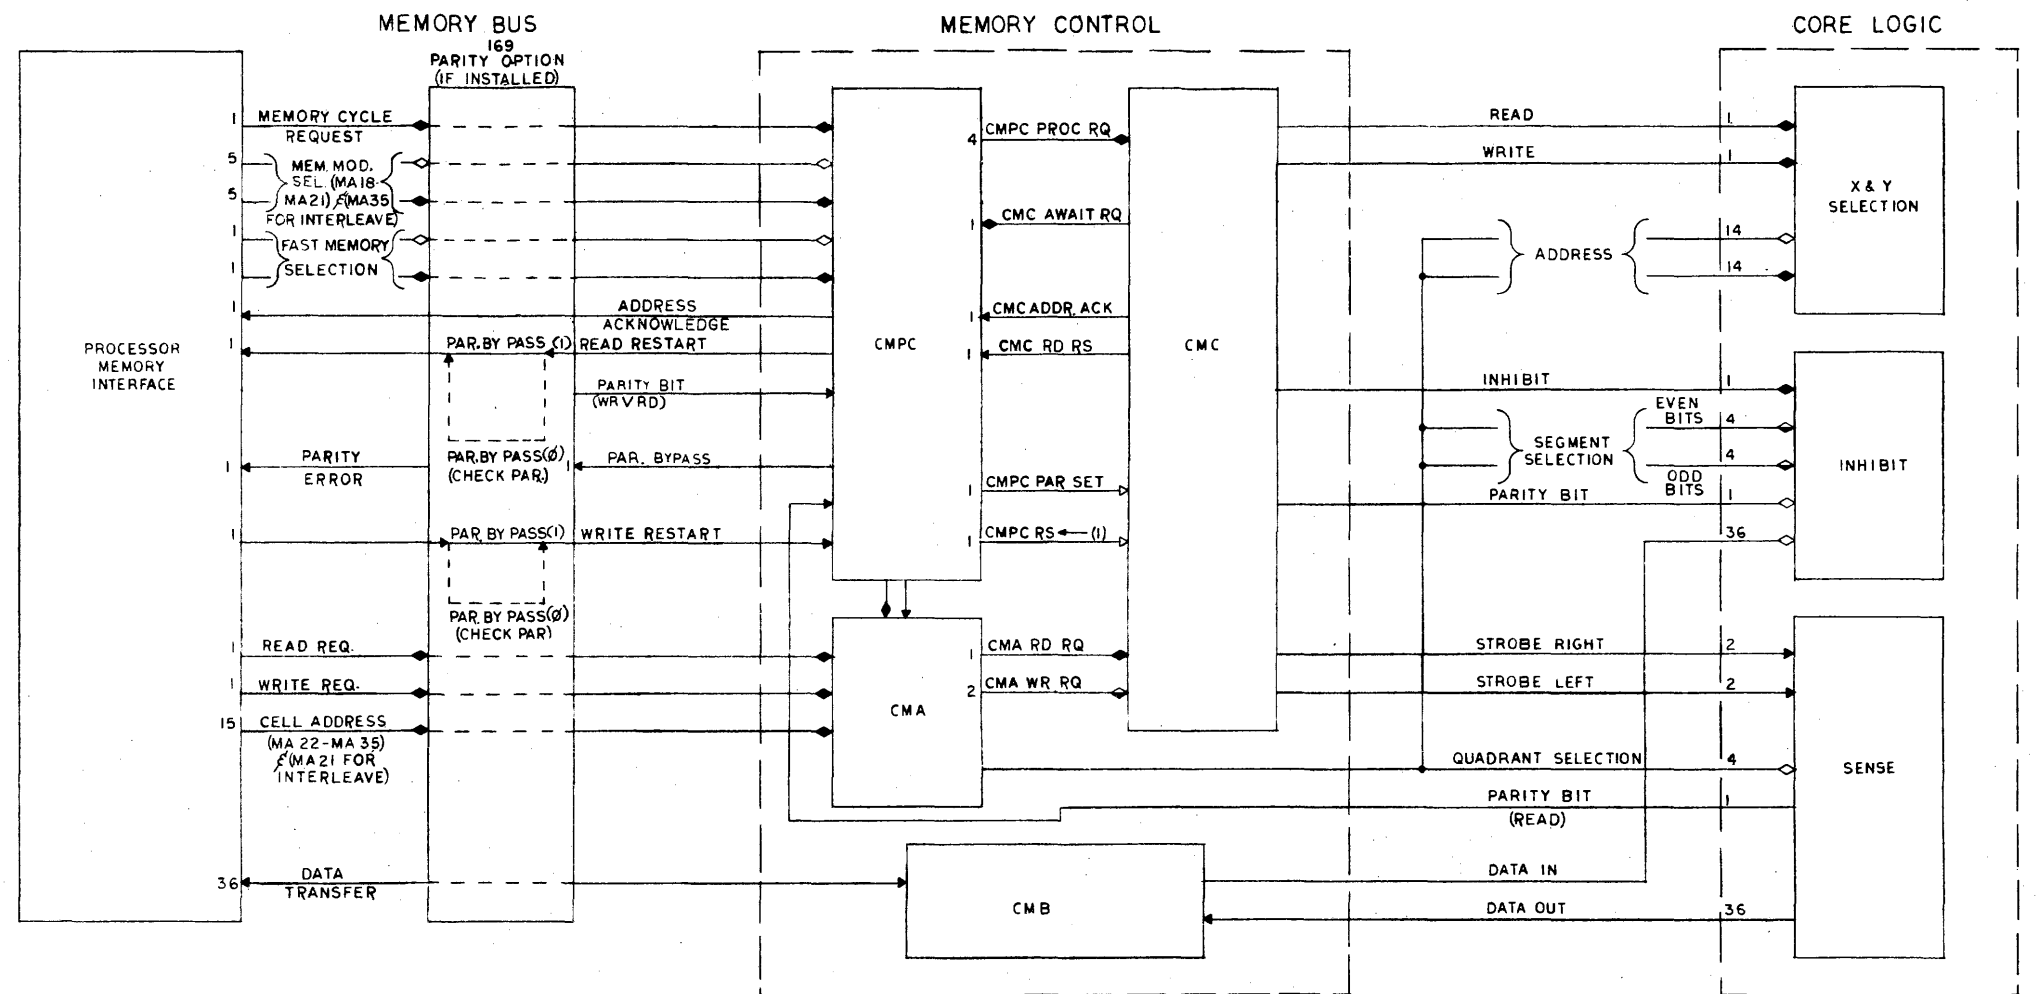 MEMORY BUS
MEMORY CONTROL
CORE LOGIC
169
PARITY OPTION
(IF INSTALLED)
PROCESSOR
MEMORY
INTERFACE
1 MEMORY CYCLE
REQUEST
5
MEM. MOD.
SEL. (MA18-
5
MA21) & (MA35
FOR INTERLEAVE)
1
FAST MEMORY
SELECTION
1
1
ADDRESS
ACKNOWLEDGE
1
PAR. BY PASS (1) READ RESTART
PARITY BIT
(WR V RD)
PAR. BY PASS(Ø)
(CHECK PAR.)
1
PARITY
ERROR
1
PAR. BYPASS
1
PAR. BY PASS(1) WRITE RESTART
PAR. BY PASS(Ø)
(CHECK PAR)
1 READ REQ.
1 WRITE REQ.
15 CELL ADDRESS
(MA 22-MA 35)
& (MA21 FOR
INTERLEAVE)
36
DATA
TRANSFER
CMPC
4 CMPC PROC RQ
1 CMC AWAIT RQ
1 CMC ADDR. ACK
1 CMC RD RS
1 CMPC PAR SET
1 CMPC RS ← (1)
CMC
CMA
1 CMA RD RQ
2 CMA WR RQ
CMB
READ 1
WRITE 1
X & Y
SELECTION
ADDRESS
14
14
INHIBIT 1
EVEN
BITS 4
SEGMENT
SELECTION
4
ODD
BITS
PARITY BIT 1
36
INHIBIT
STROBE RIGHT 2
STROBE LEFT 2
QUADRANT SELECTION 4
PARITY BIT 1
(READ)
SENSE
DATA IN
DATA OUT 36